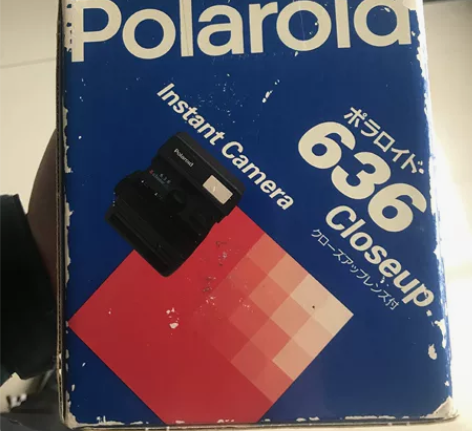 Polaroid
Instant Camera
ポラロイド
636
Closeup.
クローズアップレンズ付
Polaroid